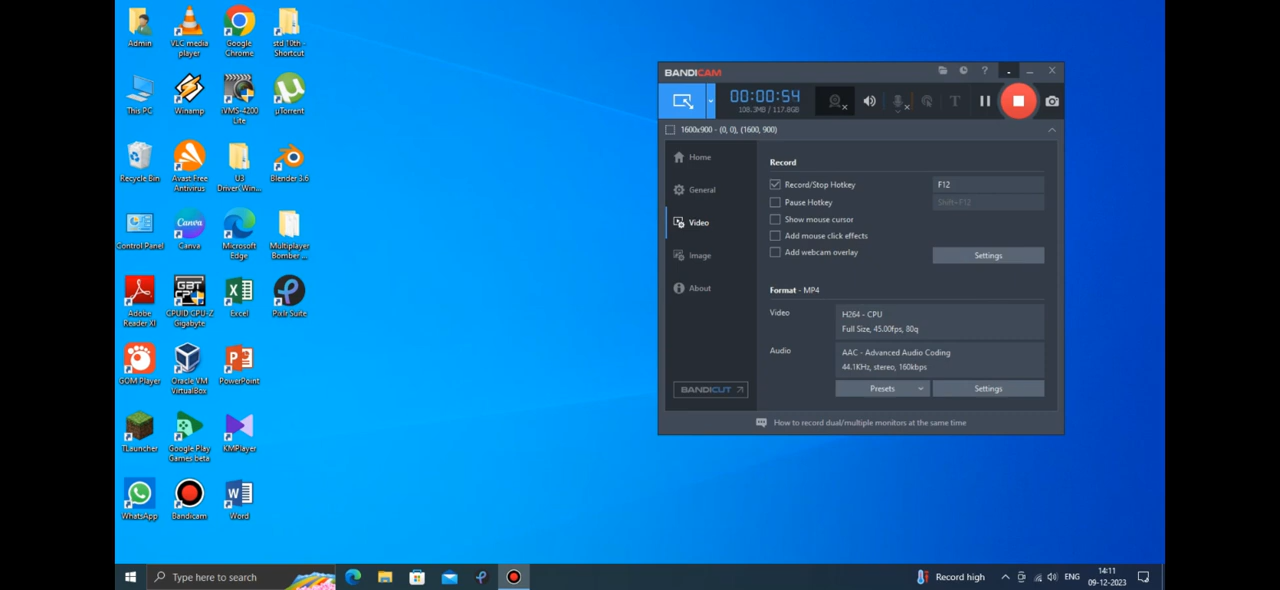 Admin
VLC media
player
Google
Chrome
std 10th -
Shortcut
This PC
Winamp
iVMS-4200
Lite
µTorrent
Recycle Bin
Avast Free
Antivirus
U3
Driver(Win...
Blender 3.6
Control Panel
Canva
Canva
Microsoft
Edge
Multiplayer
Bomber ...
Adobe
Reader XI
CPUID CPU-Z
Gigabyte
Excel
Pixlr Suite
GOM Player
Oracle VM
VirtualBox
PowerPoint
TLauncher
Google Play
Games beta
KMPlayer
WhatsApp
Bandicam
Word
BANDICAM
00:00:54
108.3MB / 117.8GB
1600x900 - (0, 0), (1600, 900)
Home
General
Video
Image
About
BANDICUT
Record
Record/Stop Hotkey
F12
Pause Hotkey
Shift+F12
Show mouse cursor
Add mouse click effects
Add webcam overlay
Settings
Format - MP4
Video
H264 - CPU
Full Size, 45.00fps, 80q
Audio
AAC - Advanced Audio Coding
44.1KHz, stereo, 160kbps
Presets
Settings
How to record dual/multiple monitors at the same time
Type here to search
Record high
ENG
14:11
09-12-2023